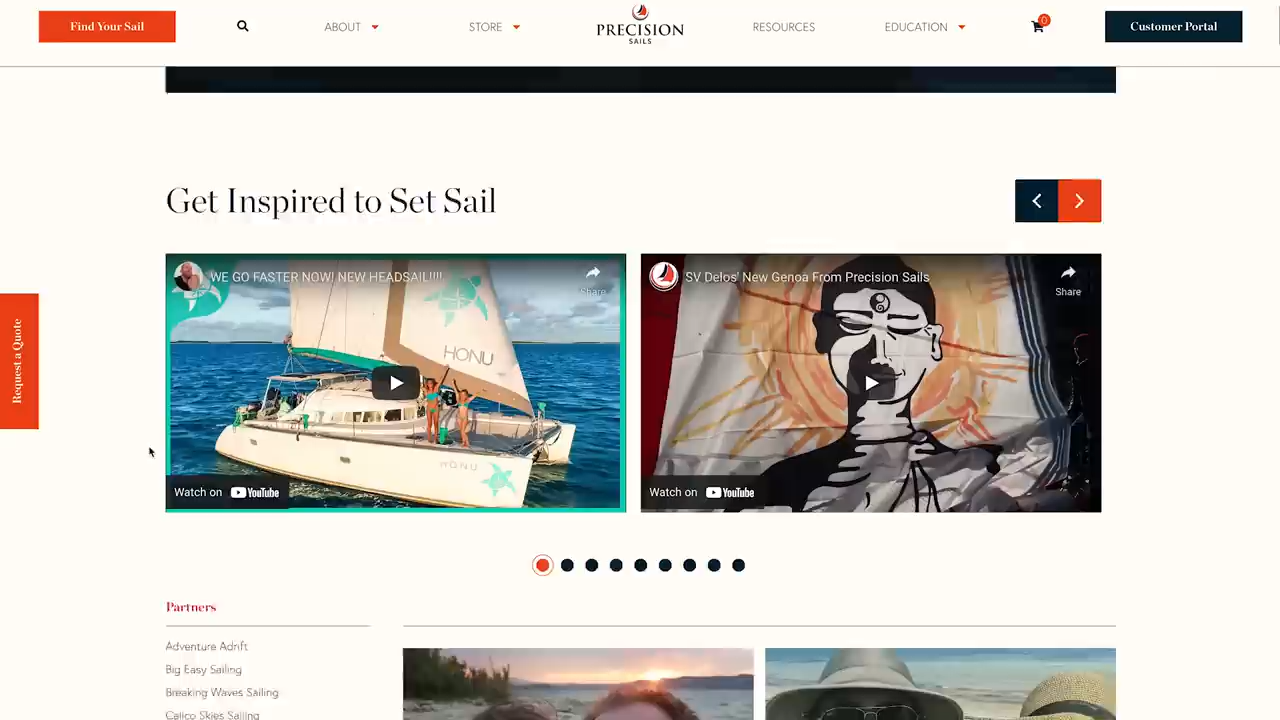 Find Your Sail
ABOUT
STORE
PRECISION
SAILS
RESOURCES
EDUCATION
0
Customer Portal
Get Inspired to Set Sail
Request a Quote
WE GO FASTER NOW! NEW HEADSAIL!!!!
Share
HONU
HONU
Watch on YouTube
SV Delos' New Genoa From Precision Sails
Share
Watch on YouTube
Partners
Adventure Adrift
Big Easy Sailing
Breaking Waves Sailing
Calico Skies Sailing